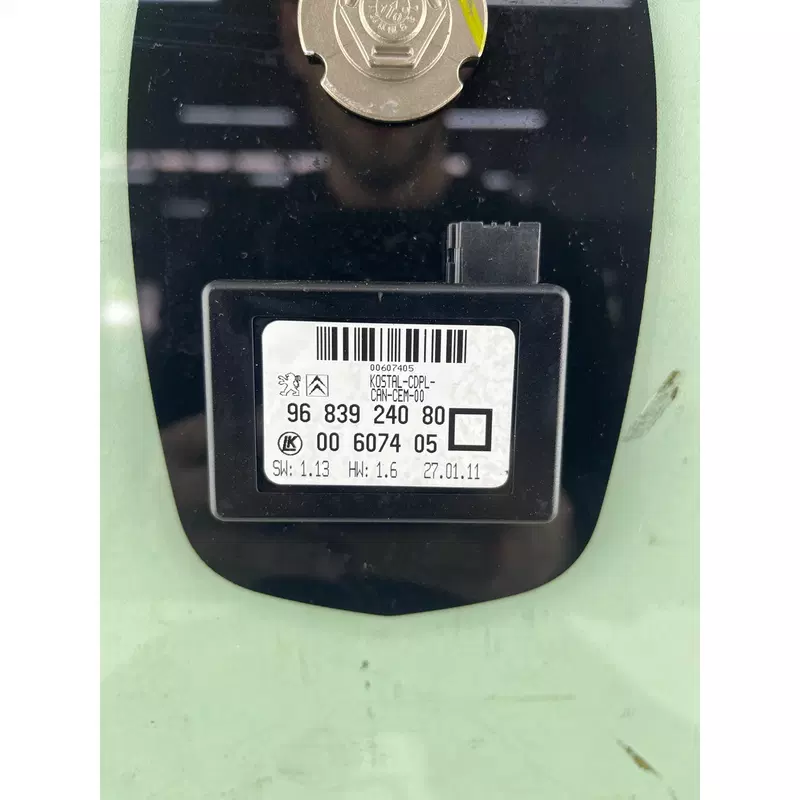 00607405
KOSTAL-CDPL-
CAN-CEM-00
96 839 240 80
LK 00 6074 05
SW: 1.13 HW: 1.6 27.01.11